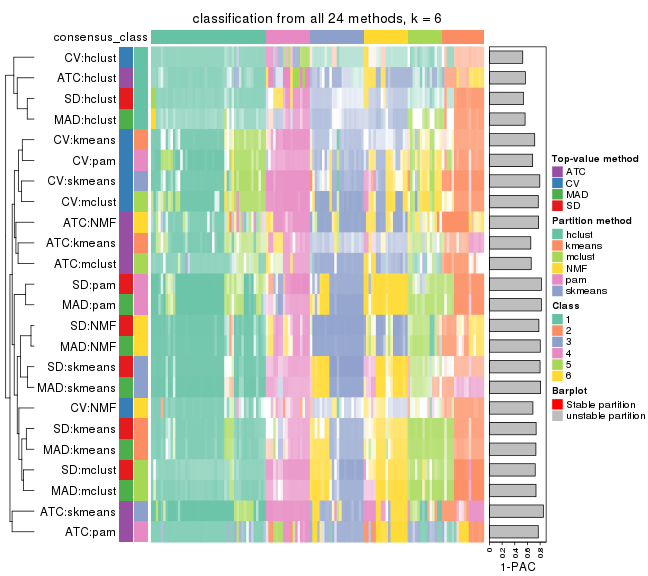 classification from all 24 methods, k = 6
consensus_class
CV:hclust
ATC:hclust
SD:hclust
MAD:hclust
CV:kmeans
CV:pam
CV:skmeans
CV:mclust
ATC:NMF
ATC:kmeans
ATC:mclust
SD:pam
MAD:pam
SD:NMF
MAD:NMF
SD:skmeans
MAD:skmeans
CV:NMF
SD:kmeans
MAD:kmeans
SD:mclust
MAD:mclust
ATC:skmeans
ATC:pam
0
0.2
0.4
0.6
0.8
1-PAC
Top-value method
ATC
CV
MAD
SD
Partition method
hclust
kmeans
mclust
NMF
pam
skmeans
Class
1
2
3
4
5
6
Barplot
Stable partition
unstable partition